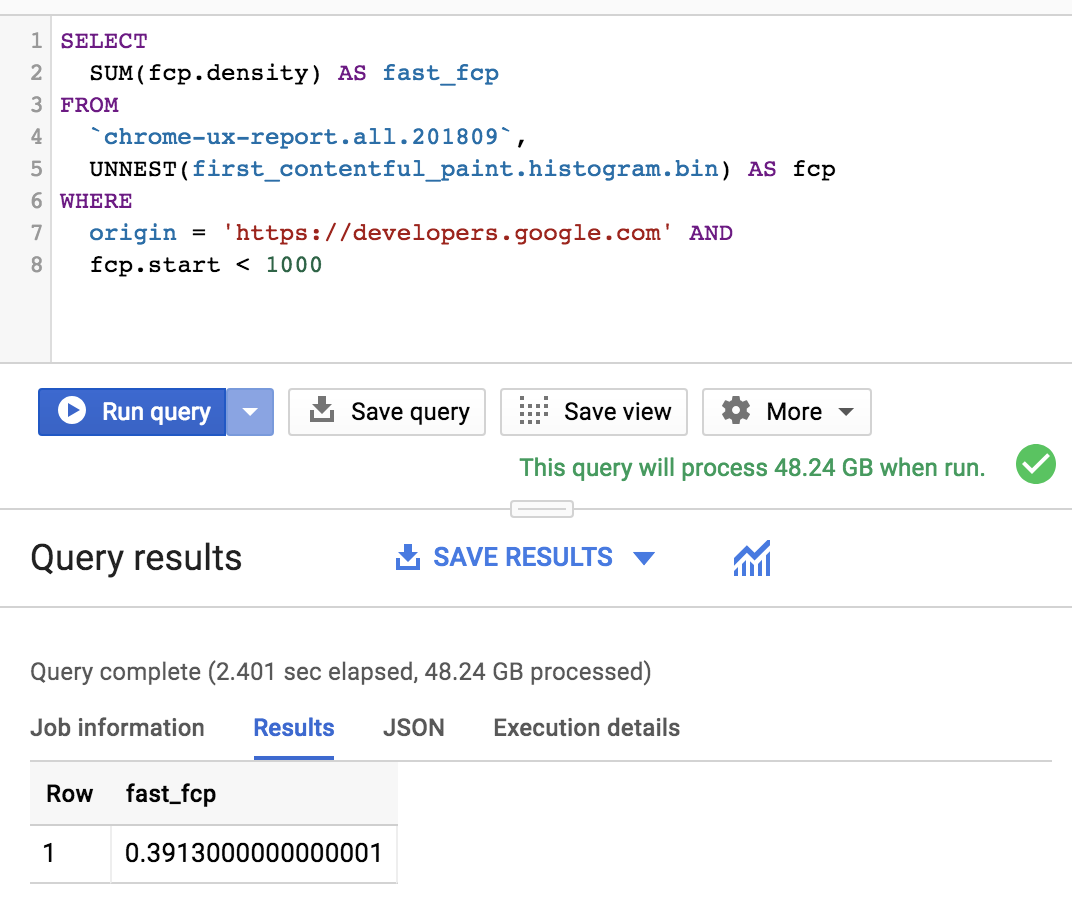 1 SELECT
2 SUM(fcp.density) AS fast_fcp
3 FROM
4 `chrome-ux-report.all.201809`,
5 UNNEST(first_contentful_paint.histogram.bin) AS fcp
6 WHERE
7 origin = 'https://developers.google.com' AND
8 fcp.start < 1000
Run query Save query Save view More
This query will process 48.24 GB when run.
Query results SAVE RESULTS
Query complete (2.401 sec elapsed, 48.24 GB processed)
Job information Results JSON Execution details
Row fast_fcp
1 0.3913000000000001